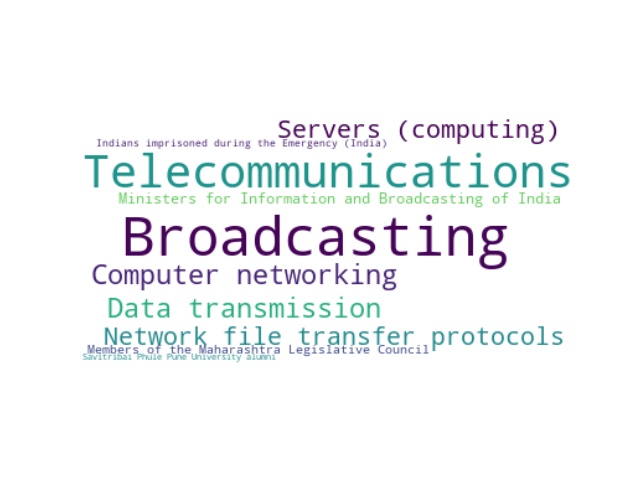 Servers (computing)
Indians imprisoned during the Emergency (India)
Telecommunications
Ministers for Information and Broadcasting of India
Broadcasting
Computer networking
Data transmission
Network file transfer protocols
Members of the Maharashtra Legislative Council
Savitribai Phule Pune University alumni